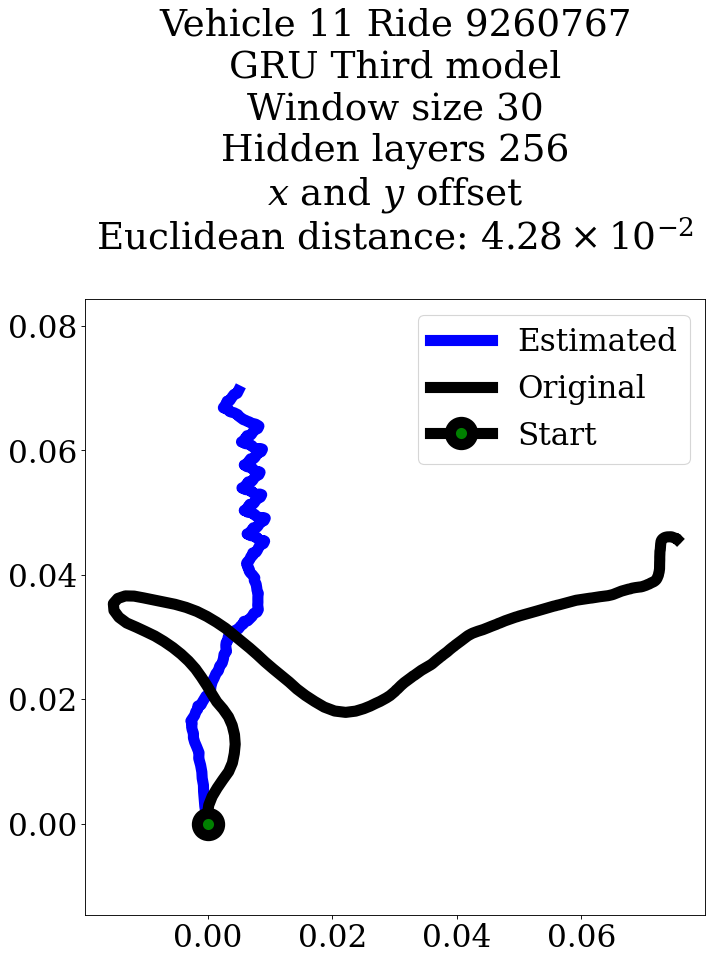 Vehicle 11 Ride 9260767
GRU Third model
Window size 30
Hidden layers 256
x and y offset
Euclidean distance: 4.28 × 10⁻²
Estimated
Original
Start
0.08
0.06
0.04
0.02
0.00
0.00 0.02 0.04 0.06